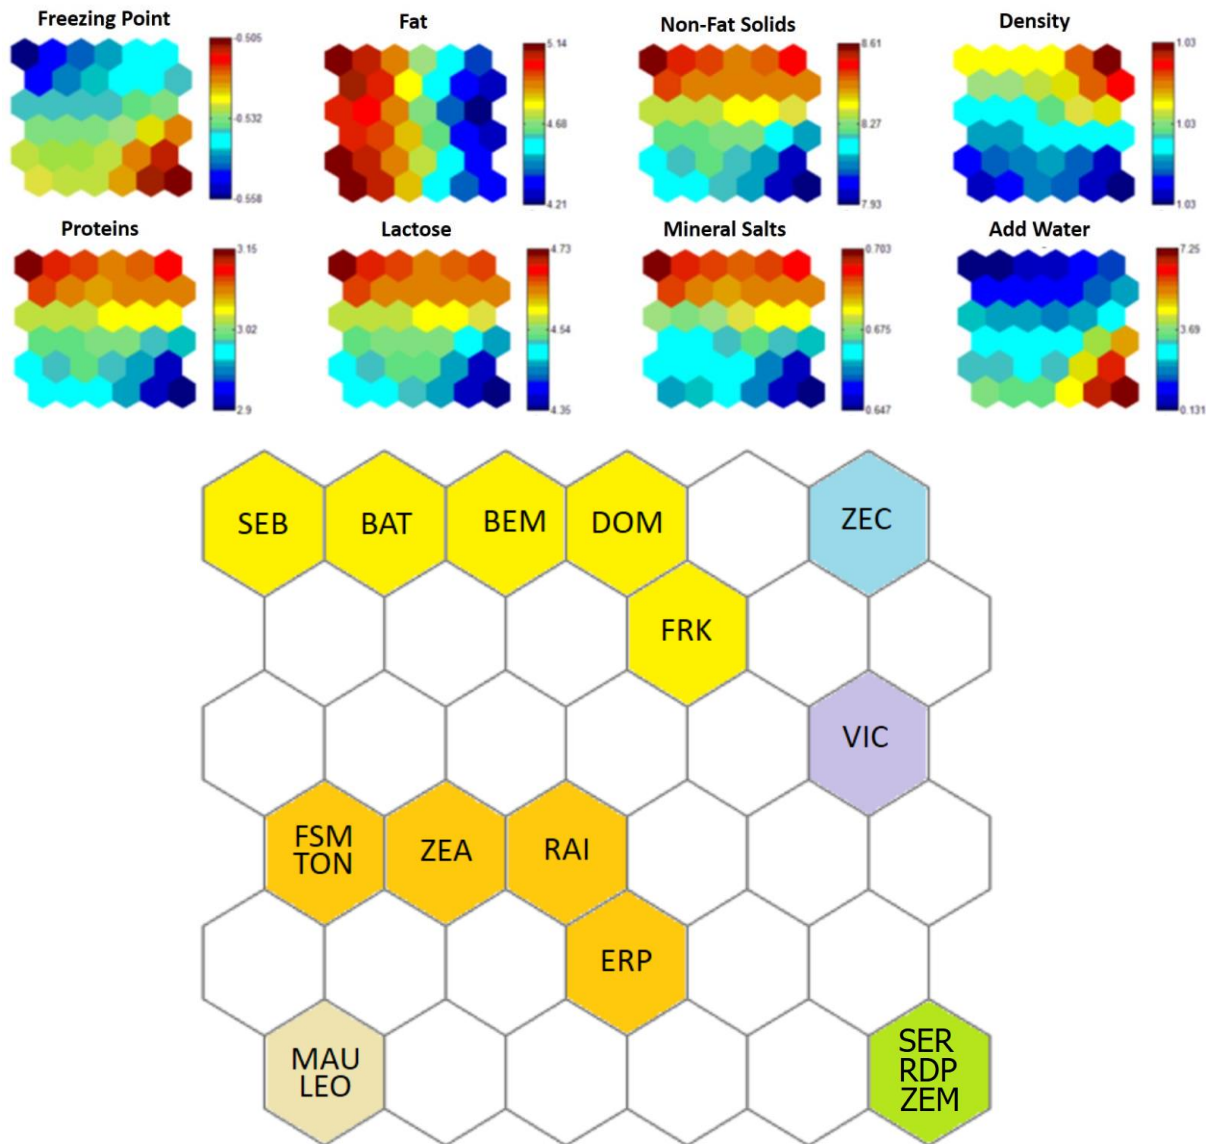 Freezing Point
Fat
Non-Fat Solids
Density
-0.505
-0.532
-0.558
5.14
4.68
4.21
8.61
8.27
7.93
1.03
1.03
1.03
Proteins
Lactose
Mineral Salts
Add Water
3.15
3.02
2.9
4.73
4.54
4.35
0.703
0.675
0.647
7.25
3.69
0.131
SEB
BAT
BEM
DOM
ZEC
FRK
VIC
FSM
TON
ZEA
RAI
ERP
MAU
LEO
SER
RDP
ZEM